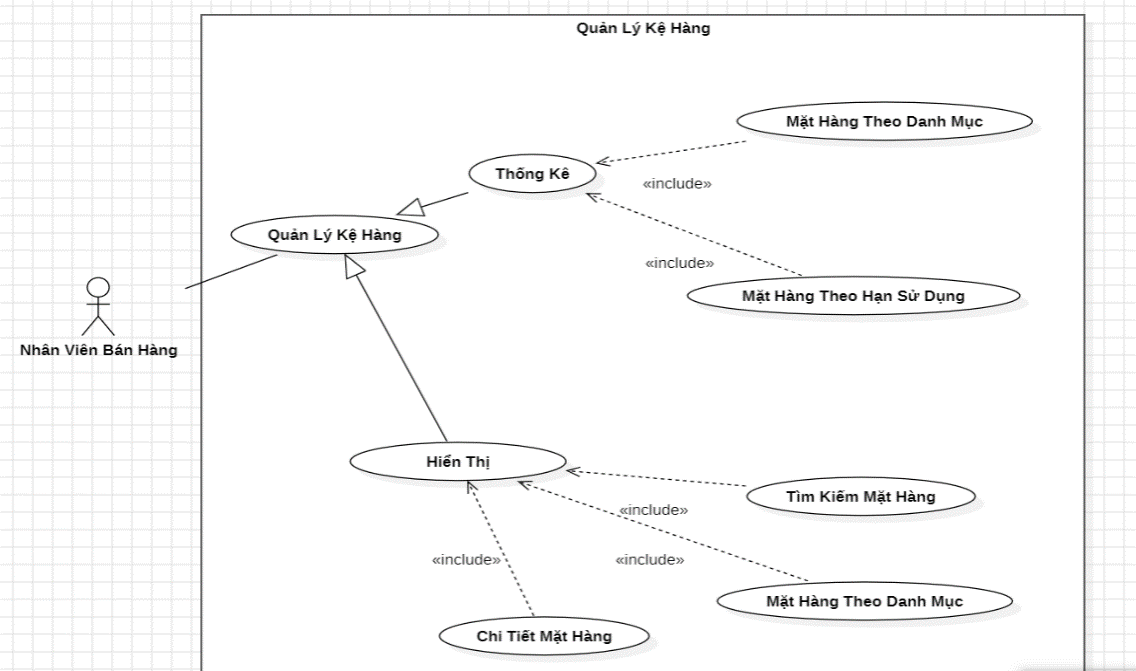 Quản Lý Kệ Hàng
Mặt Hàng Theo Danh Mục
Thống Kê
«include»
Quản Lý Kệ Hàng
«include»
Mặt Hàng Theo Hạn Sử Dụng
Nhân Viên Bán Hàng
Hiển Thị
Tìm Kiếm Mặt Hàng
«include»
«include»
«include»
Mặt Hàng Theo Danh Mục
Chi Tiết Mặt Hàng